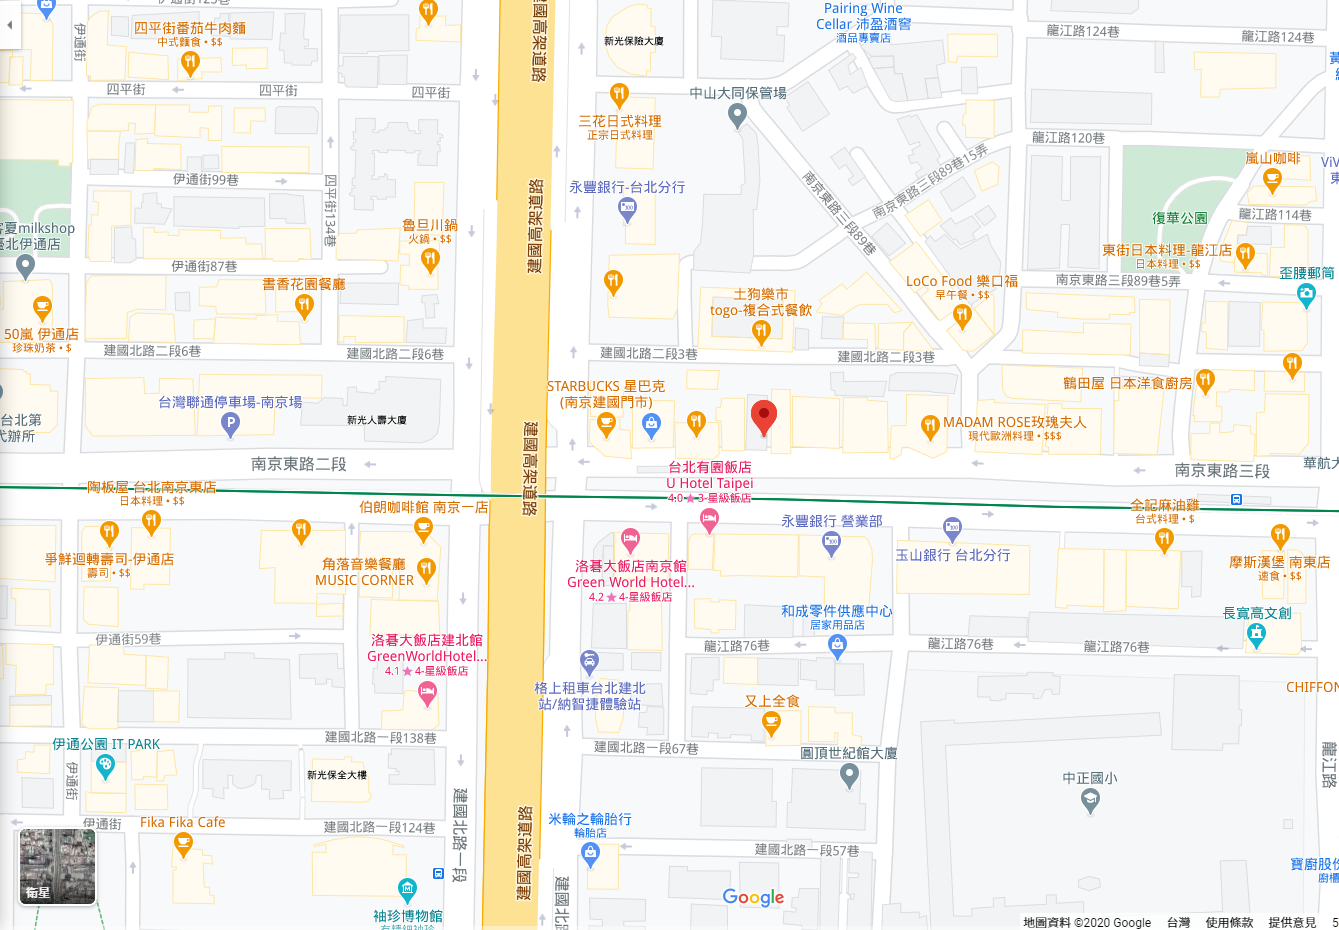 伊通街125巷
四平街番茄牛肉麵
中式麵食 • $$
伊通街
建國高架道路
新光保險大廈
Pairing Wine
Cellar 沛盈酒窖
酒品專賣店
龍江路124巷
龍江路124巷
四平街
四平街
四平街
三花日式料理
正宗日式料理
中山大同保管場
龍江路120巷
嵐山咖啡
南京東路三段89巷15弄
南京東路三段89巷
伊通街99巷
四平街134巷
建國高架道路
永豐銀行-台北分行
復華公園
龍江路114巷
客夏milkshop
臺北伊通店
魯旦川鍋
火鍋 • $$
東街日本料理-龍江店
日本料理 • $$
伊通街87巷
書香花園餐廳
土狗樂市
togo-複合式餐飲
LoCo Food 樂口福
早午餐 • $$
南京東路三段89巷5弄
歪腰郵筒
50嵐 伊通店
珍珠奶茶 • $
建國北路二段6巷
建國北路二段6巷
建國北路二段3巷
建國北路二段3巷
STARBUCKS 星巴克
(南京建國門市)
鶴田屋 日本洋食廚房
台灣聯通停車場-南京場
新光人壽大廈
台北第
代辦所
建國高架道路
MADAM ROSE玫瑰夫人
現代歐洲料理 • $$$
南京東路二段
台北有園飯店
U Hotel Taipei
4.0★3-星級飯店
南京東路三段
陶板屋 台北南京東店
日本料理 • $$
伯朗咖啡館 南京一店
永豐銀行 營業部
全記麻油雞
台式料理 • $
爭鮮迴轉壽司-伊通店
壽司 • $$
角落音樂餐廳
MUSIC CORNER
洛碁大飯店南京館
Green World Hotel...
4.2★4-星級飯店
玉山銀行 台北分行
摩斯漢堡 南東店
速食 • $$
和成零件供應中心
居家用品店
長寬高文創
伊通街59巷
洛碁大飯店建北館
GreenWorldHotel...
4.1★4-星級飯店
龍江路76巷
龍江路76巷
龍江路76巷
格上租車台北建北
站/納智捷體驗站
又上全食
CHIFFON
伊通公園 IT PARK
建國北路一段138巷
建國北路一段67巷
圓頂世紀館大廈
龍江路
伊通街
新光保全大樓
中正國小
伊通街
Fika Fika Cafe
建國北路一段124巷
建國北路一段
建國高架道路
米輪之輪胎行
輪胎店
建國北路一段57巷
寶廚股份
廚櫃
衛星
袖珍博物館
建國北
Google
地圖資料 ©2020 Google
台灣
使用條款
提供意見